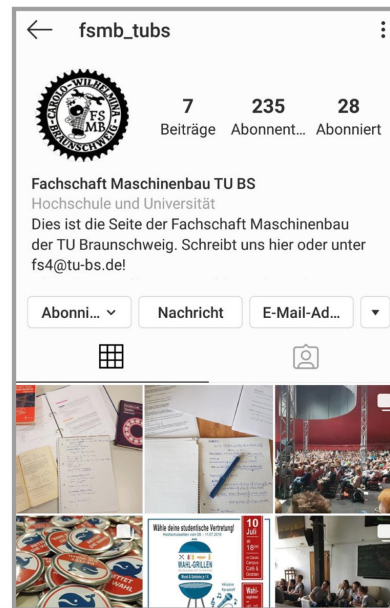 fsmb_tubs
CAROLO-WILHELMINA
BRAUNSCHWEIG
FS
MB
7 235 28
Beiträge Abonnent... Abonniert
Fachschaft Maschinenbau TU BS
Hochschule und Universität
Dies ist die Seite der Fachschaft Maschinenbau
der TU Braunschweig. Schreibt uns hier oder unter
fs4@tu-bs.de!
Abonni... Nachricht E-Mail-Ad...
Wähle deine studentische Vertretung!
WAHL-GRILLEN
10
Juli
WAHL